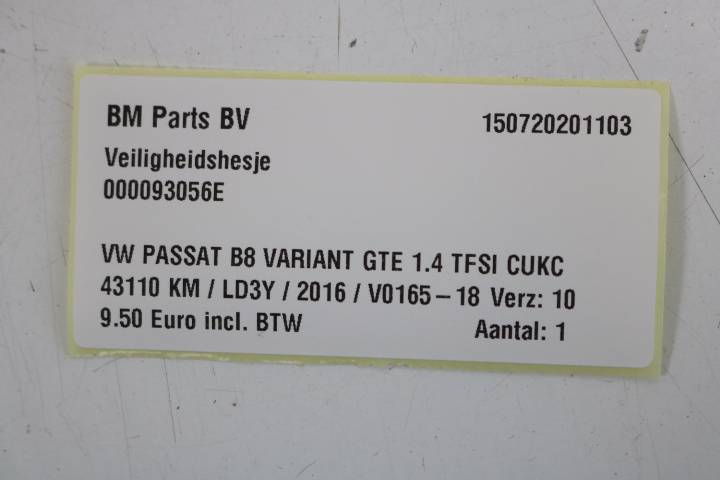 BM Parts BV 150720201103
Veiligheidshesje
000093056E
VW PASSAT B8 VARIANT GTE 1.4 TFSI CUKC
43110 KM / LD3Y / 2016 / V0165-18 Verz: 10
9.50 Euro incl. BTW Aantal: 1